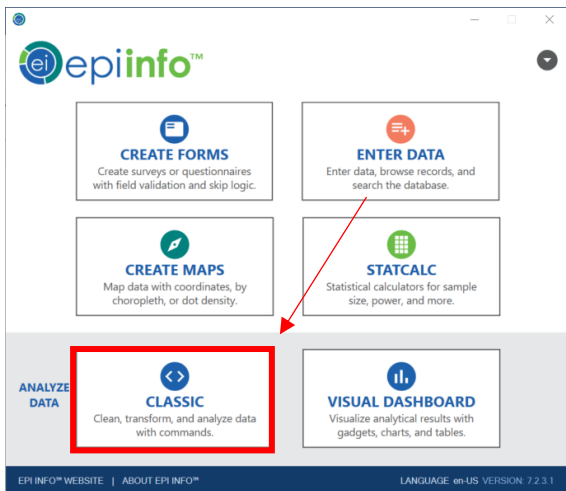 ei epiinfo™
CREATE FORMS
Create surveys or questionnaires
with field validation and skip logic.
ENTER DATA
Enter data, browse records, and
search the database.
CREATE MAPS
Map data with coordinates, by
choropleth, or dot density.
STATCALC
Statistical calculators for sample
size, power, and more.
ANALYZE
DATA
CLASSIC
Clean, transform, and analyze data
with commands.
VISUAL DASHBOARD
Visualize analytical results with
gadgets, charts, and tables.
EPI INFO™ WEBSITE | ABOUT EPI INFO™
LANGUAGE en-US VERSION: 7.2.3.1